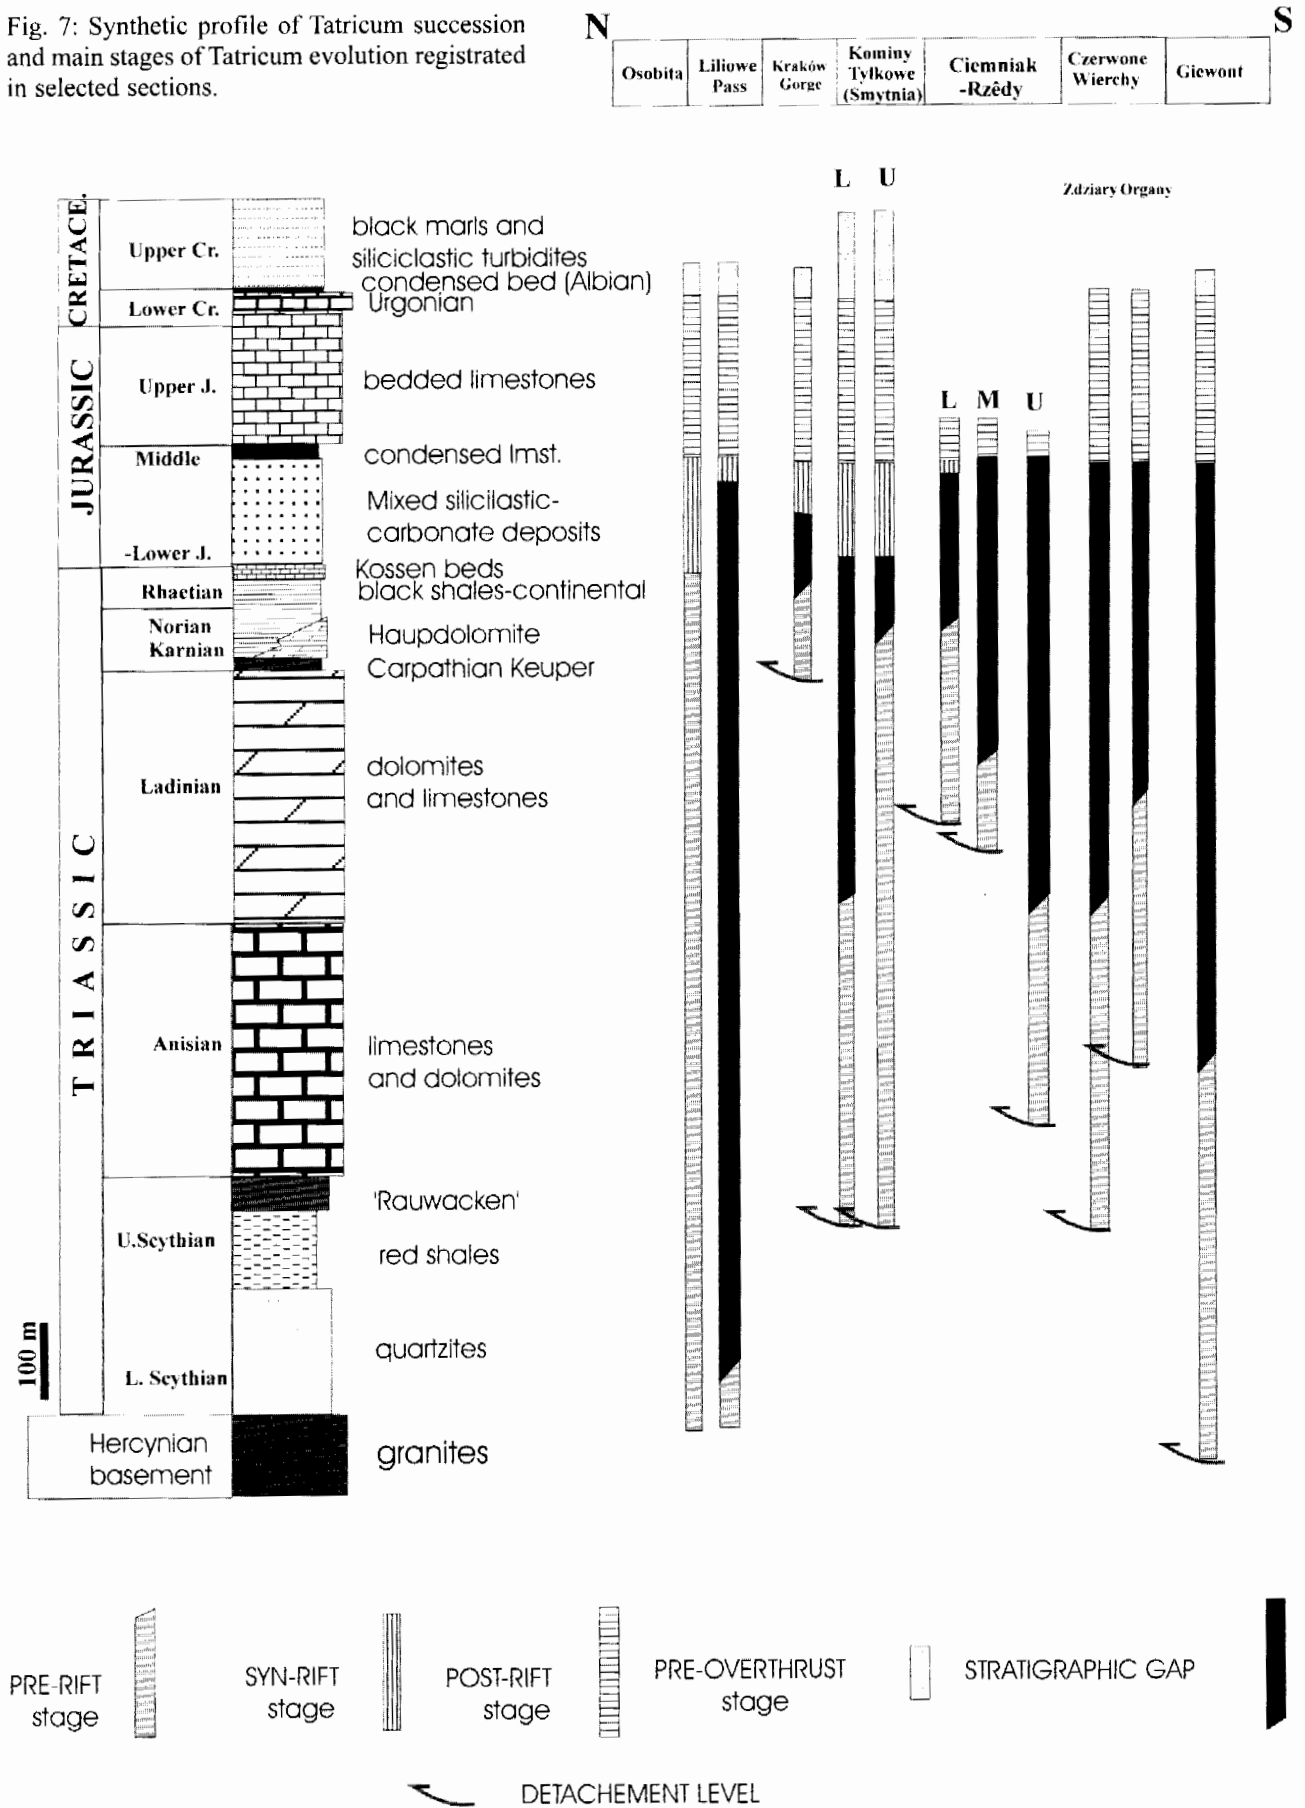 Fig. 7: Synthetic profile of Tatricum succession
and main stages of Tatricum evolution registrated
in selected sections.
N
S
Osobita
Liliowe
Pass
Kraków
Gorge
Kominy
Tyłkowe
(Smytnia)
Ciemniak
-Rzêdy
Czerwone
Wierchy
Giewont
L U
Zdziary Organy
L M U
CRETACE.
JURASSIC
TRIASSIC
Upper Cr.
Lower Cr.
Upper J.
Middle
-Lower J.
Rhaetian
Norian
Karnian
Ladinian
Anisian
U.Scythian
L. Scythian
Hercynian
basement
100 m
black marls and
siliciclastic turbidites
condensed bed (Albian)
Urgonian
bedded limestones
condensed lmst.
Mixed silicilastic-
carbonate deposits
Kossen beds
black shales-continental
Haupdolomite
Carpathian Keuper
dolomites
and limestones
limestones
and dolomites
'Rauwacken'
red shales
quartzites
granites
PRE-RIFT
stage
SYN-RIFT
stage
POST-RIFT
stage
PRE-OVERTHRUST
stage
STRATIGRAPHIC GAP
DETACHEMENT LEVEL